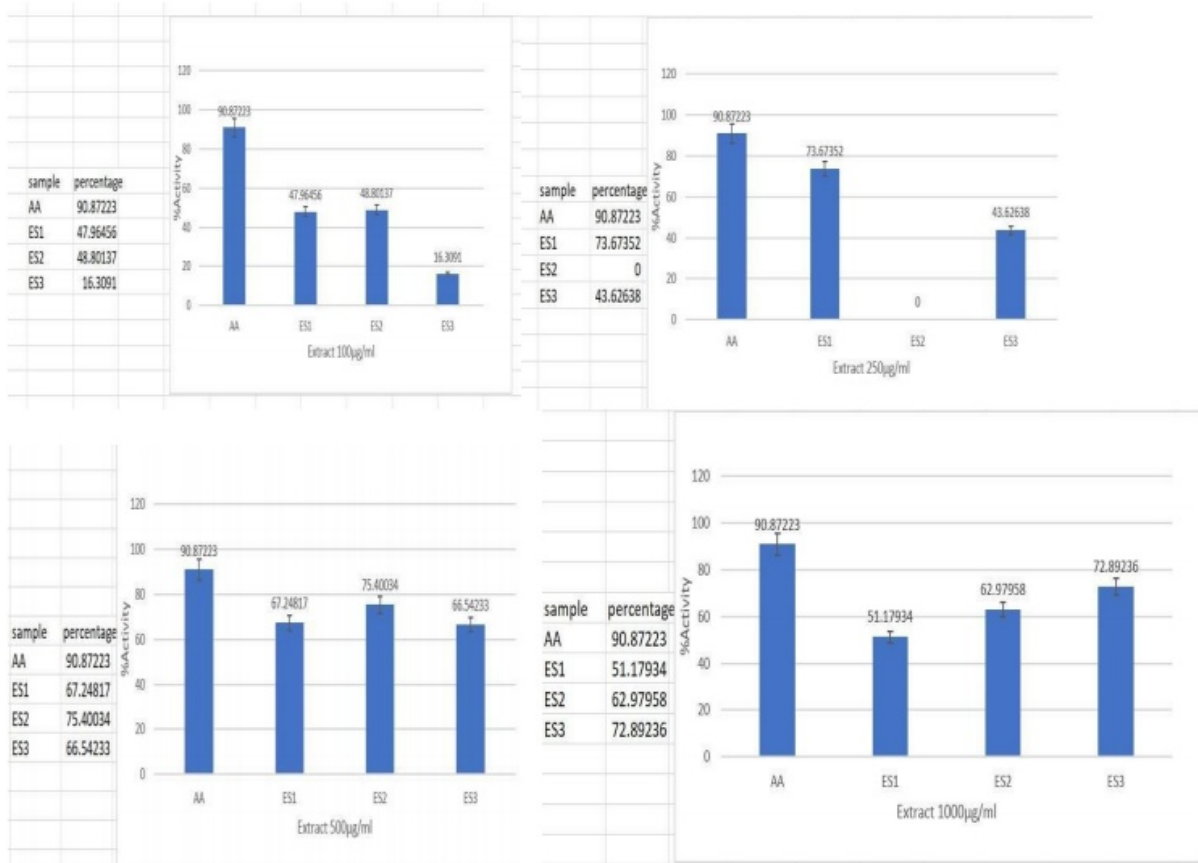 sample percentage
AA 90.87223
ES1 47.96456
ES2 48.80137
ES3 16.3091
120
100
80
60
40
20
0
%Activity
90.87223
47.96456
48.80137
16.3091
AA ES1 ES2 ES3
Extract 100µg/ml
sample percentage
AA 90.87223
ES1 73.67352
ES2 0
ES3 43.62638
120
100
80
60
40
20
0
%Activity
90.87223
73.67352
0
43.62638
AA ES1 ES2 ES3
Extract 250µg/ml
sample percentage
AA 90.87223
ES1 67.24817
ES2 75.40034
ES3 66.54233
120
100
80
60
40
20
0
%Activity
90.87223
67.24817
75.40034
66.54233
AA ES1 ES2 ES3
Extract 500µg/ml
sample percentage
AA 90.87223
ES1 51.17934
ES2 62.97958
ES3 72.89236
120
100
80
60
40
20
0
%Activity
90.87223
51.17934
62.97958
72.89236
AA ES1 ES2 ES3
Extract 1000µg/ml